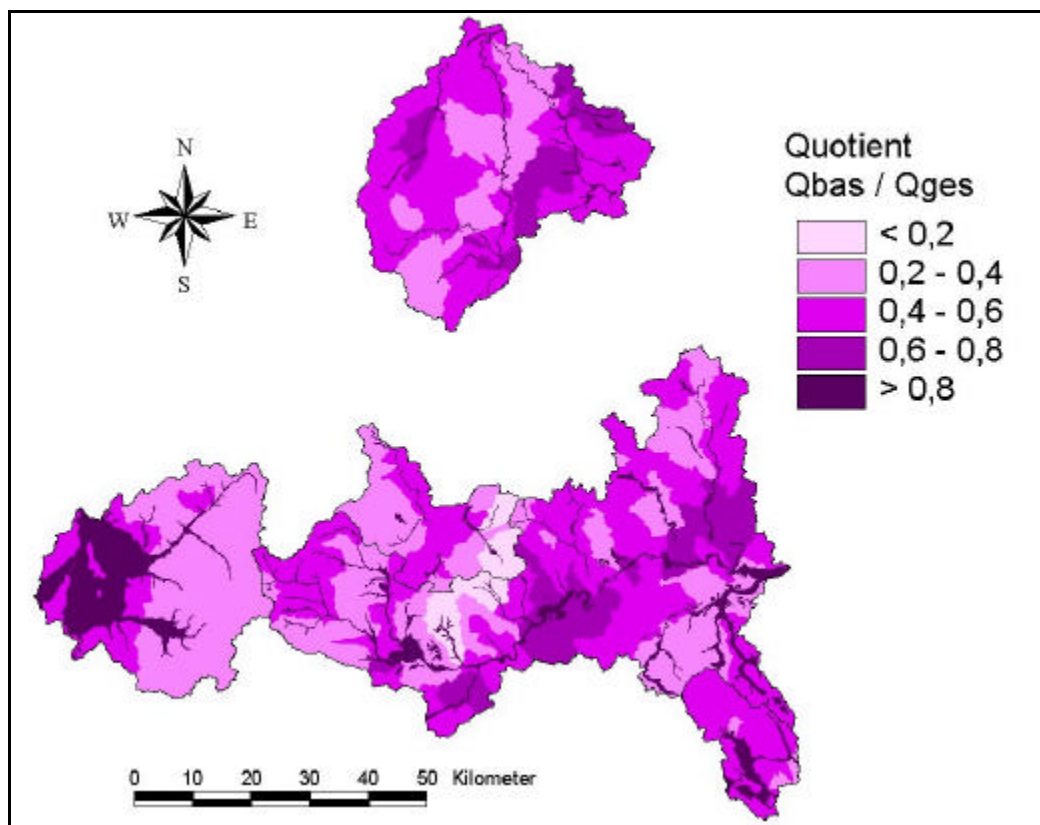 N
W E
S
Quotient
Qbas / Qges
< 0,2
0,2 - 0,4
0,4 - 0,6
0,6 - 0,8
> 0,8
0 10 20 30 40 50 Kilometer